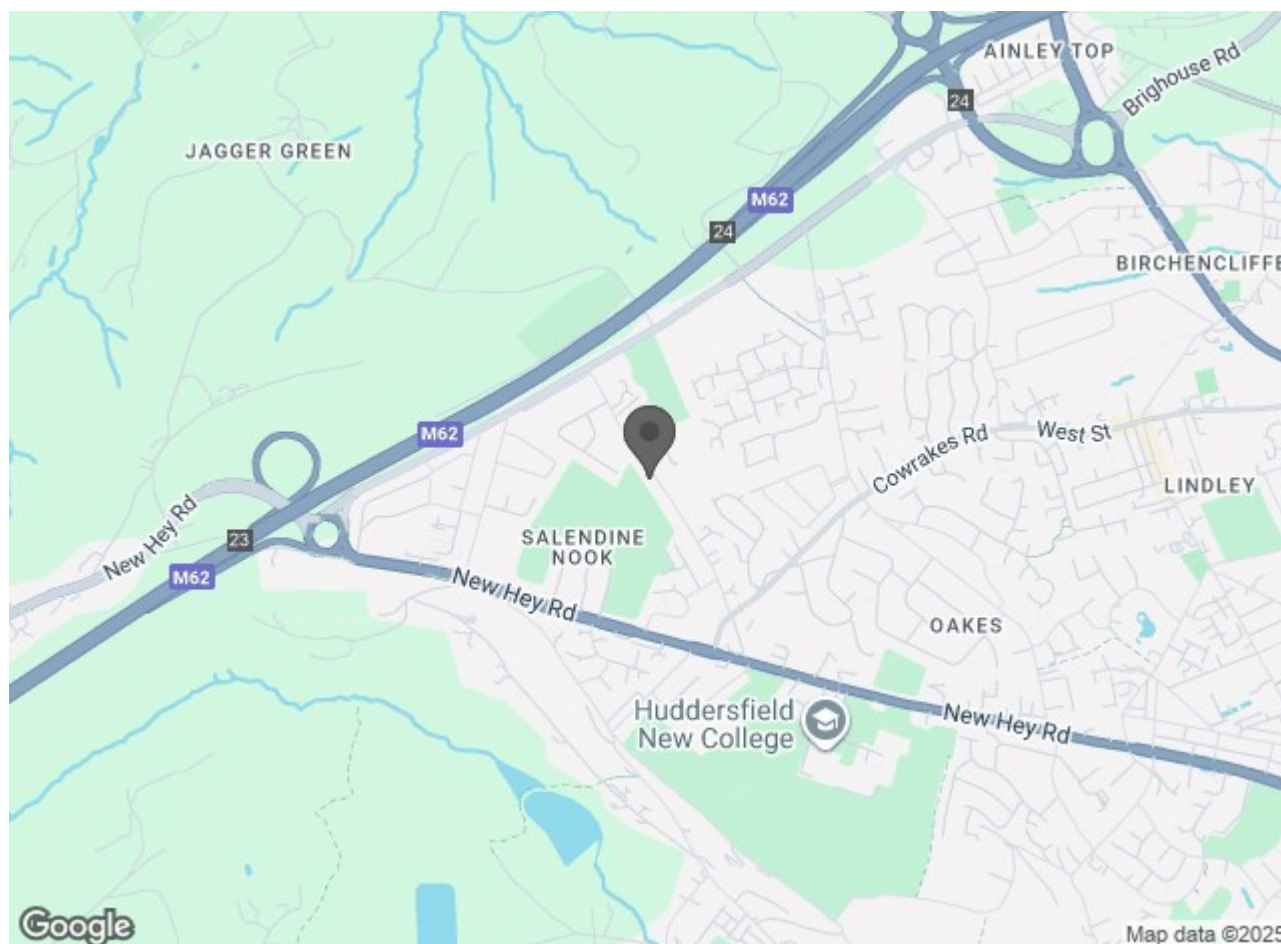 AINLEY TOP
Brighouse Rd
24
JAGGER GREEN
M62
24
BIRCHENCLIFFE
M62
Cowrakes Rd
West St
LINDLEY
New Hey Rd
23
SALENDINE
NOOK
M62
New Hey Rd
OAKES
Huddersfield
New College
New Hey Rd
Google
Map data ©2025